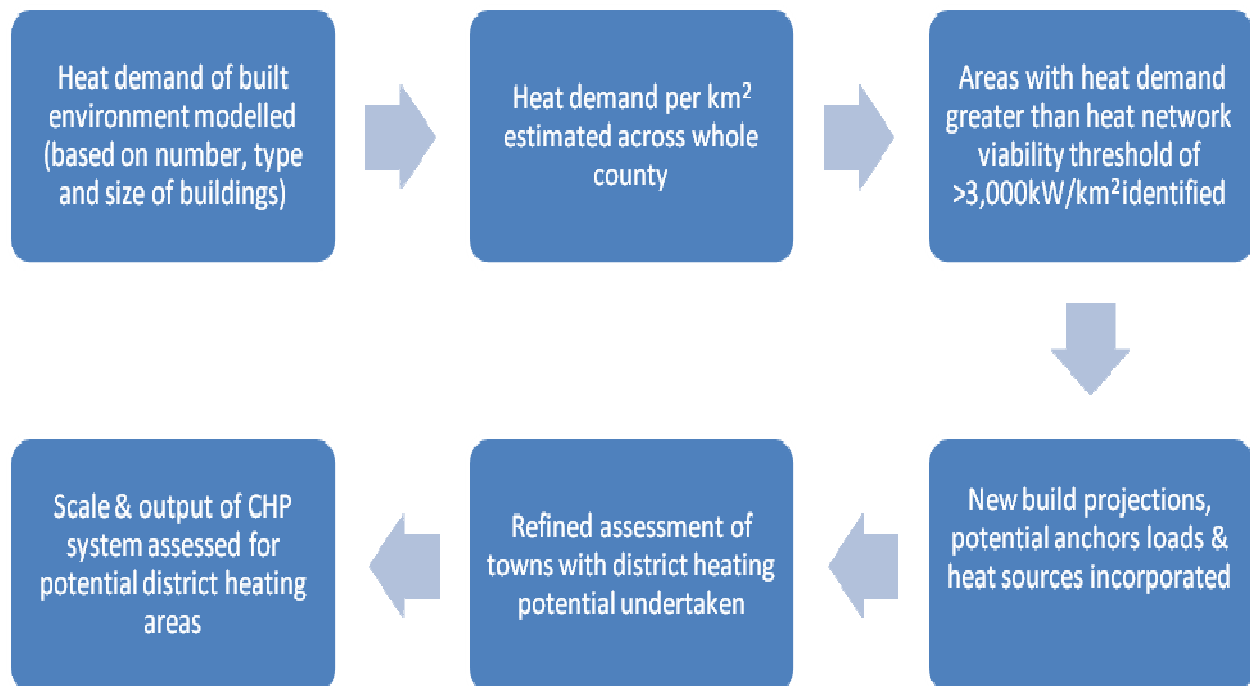 Heat demand of built
environment modelled
(based on number, type
and size of buildings)
Heat demand per km²
estimated across whole
county
Areas with heat demand
greater than heat network
viability threshold of
>3,000kW/km² identified
New build projections,
potential anchors loads &
heat sources incorporated
Refined assessment of
towns with district heating
potential undertaken
Scale & output of CHP
system assessed for
potential district heating
areas